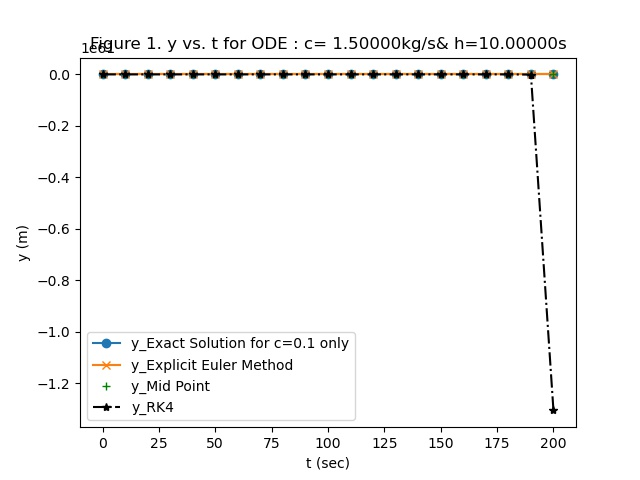 Figure 1. y vs. t for ODE : c= 1.50000kg/s& h=10.00000s
1e61
0.0
−0.2
−0.4
−0.6
−0.8
−1.0
−1.2
y (m)
y_Exact Solution for c=0.1 only
y_Explicit Euler Method
y_Mid Point
y_RK4
0 25 50 75 100 125 150 175 200
t (sec)